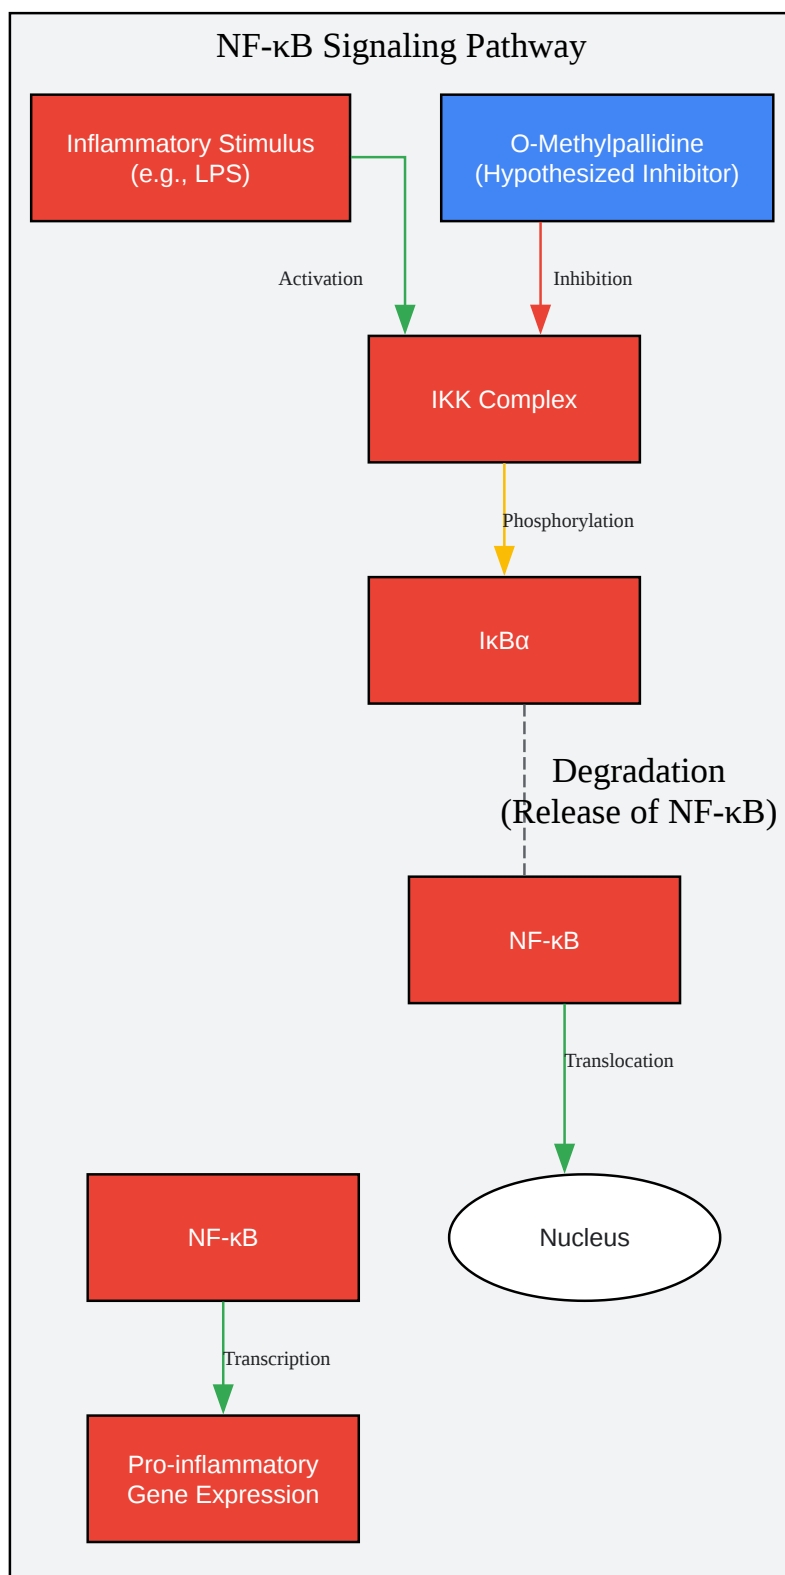 NF-κB Signaling Pathway
Inflammatory Stimulus
(e.g., LPS)
O-Methylpallidine
(Hypothesized Inhibitor)
Activation
Inhibition
IKK Complex
Phosphorylation
IκBα
Degradation
(Release of NF-κB)
NF-κB
Translocation
NF-κB
Nucleus
Transcription
Pro-inflammatory
Gene Expression